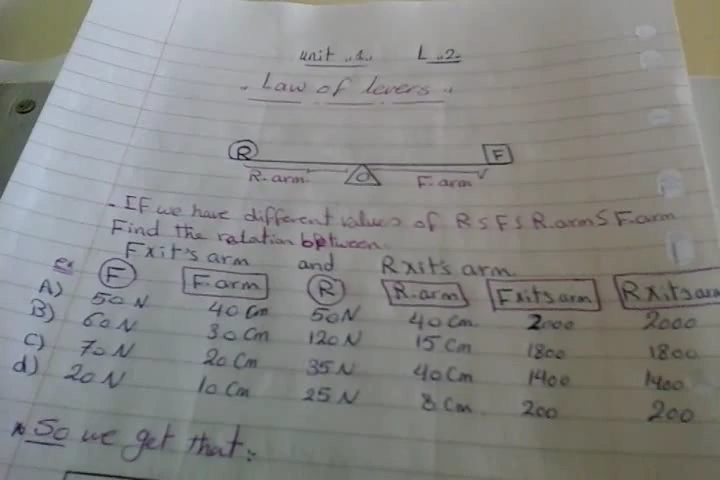 unit .1. L .2.
. Law of levers .
R F
R.arm O F.arm
. IF we have different values of R & F & R.arm & F.arm
Find the relation between
F x it's arm and R x it's arm
ex F F.arm R R.arm F x its arm R x its arm
A) 50 N 40 Cm 50 N 40 Cm 2000 2000
B) 60 N 30 Cm 120 N 15 Cm 1800 1800
C) 70 N 20 Cm 35 N 40 Cm 1400 1400
d) 20 N 10 Cm 25 N 8 Cm 200 200
* So we get that :